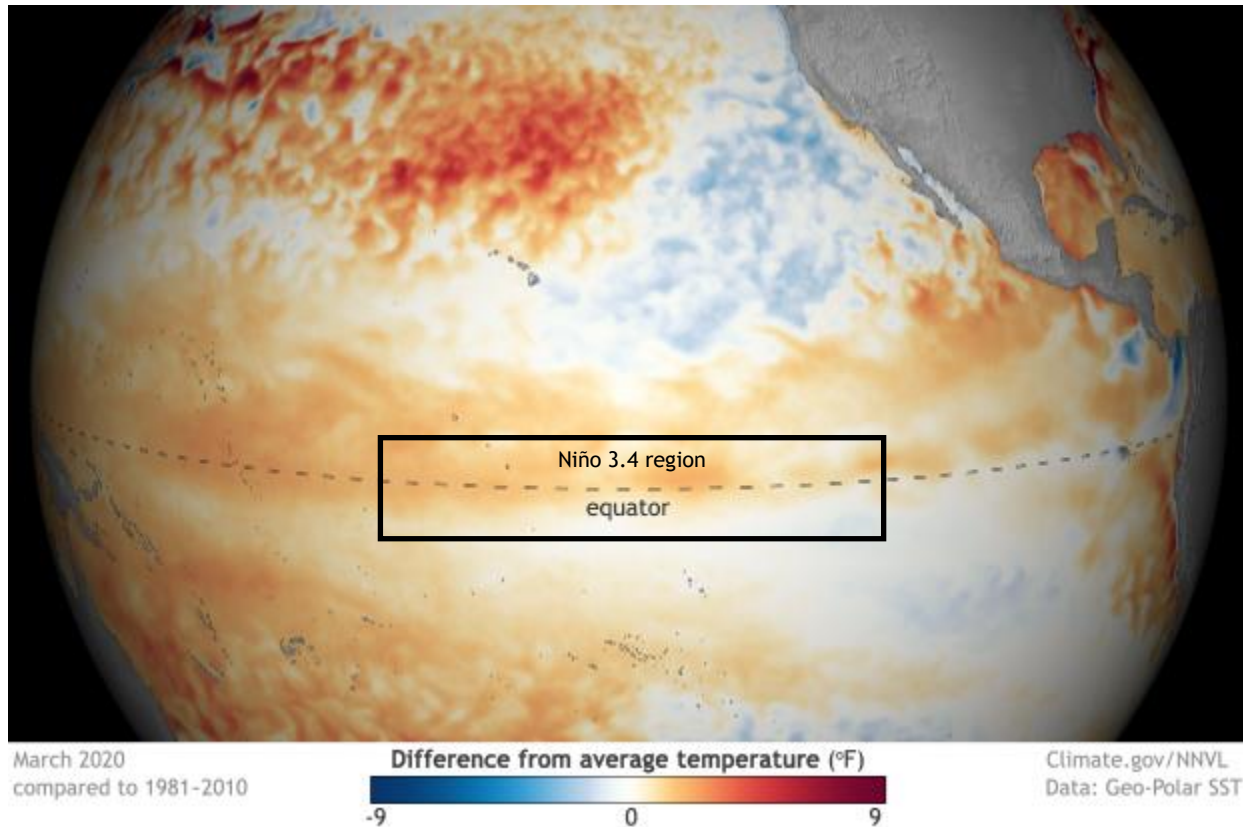 Niño 3.4 region
equator
March 2020
compared to 1981-2010
Difference from average temperature (°F)
-9 0 9
Climate.gov/NNVL
Data: Geo-Polar SST